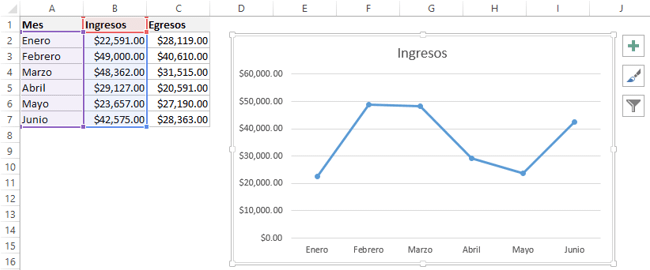 A B C D E F G H I J
1 Mes Ingresos Egresos
2 Enero $22,591.00 $28,119.00
3 Febrero $49,000.00 $40,610.00
4 Marzo $48,362.00 $31,515.00
5 Abril $29,127.00 $20,591.00
6 Mayo $23,657.00 $27,190.00
7 Junio $42,575.00 $28,363.00
8
9
10
11
12
13
14
15
16
Ingresos
$60,000.00
$50,000.00
$40,000.00
$30,000.00
$20,000.00
$10,000.00
$0.00
Enero Febrero Marzo Abril Mayo Junio